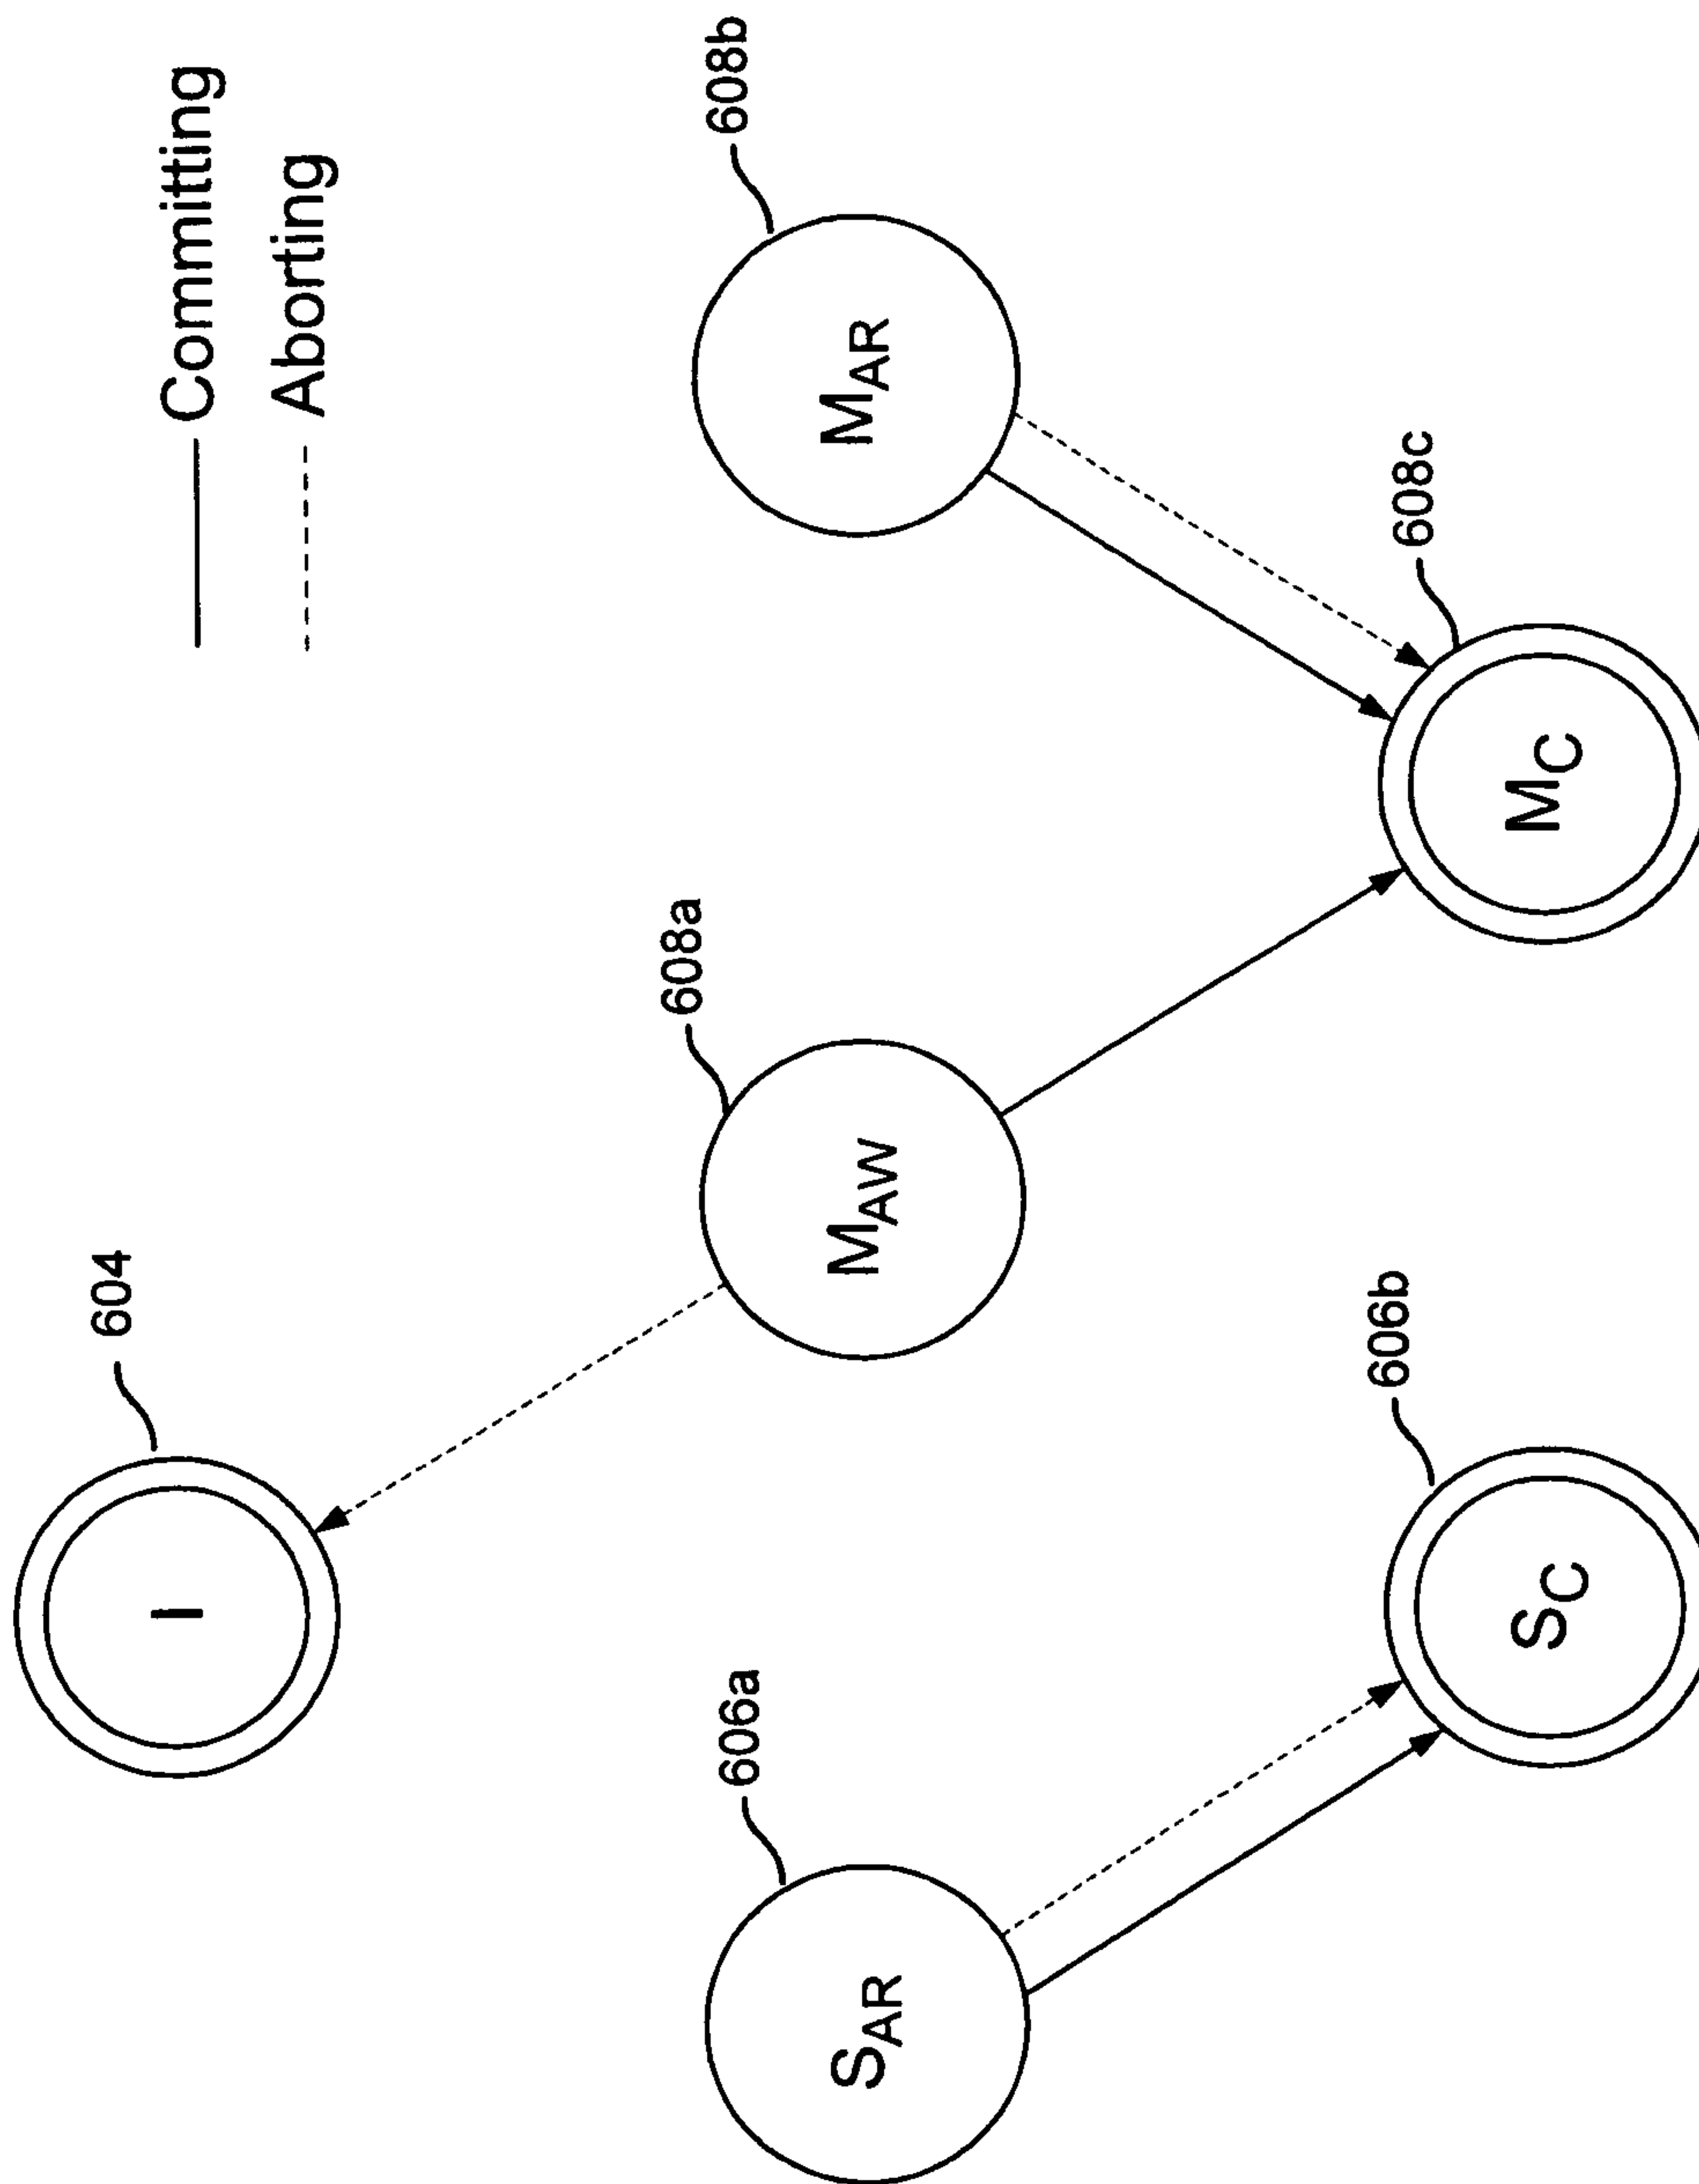 Committing
Aborting
604
I
606a
S_AR
608a
M_AW
608b
M_AR
606b
S_C
608c
M_C